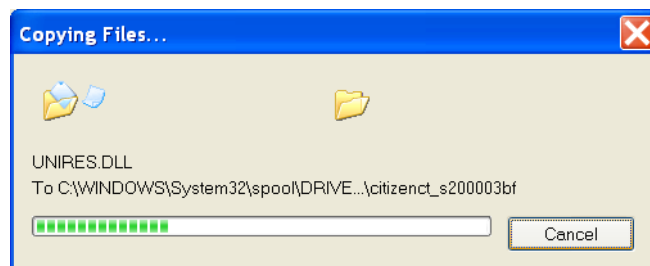 Copying Files...
UNIRES.DLL
To C:\WINDOWS\System32\spool\DRIVE...\citizenct_s200003bf
Cancel